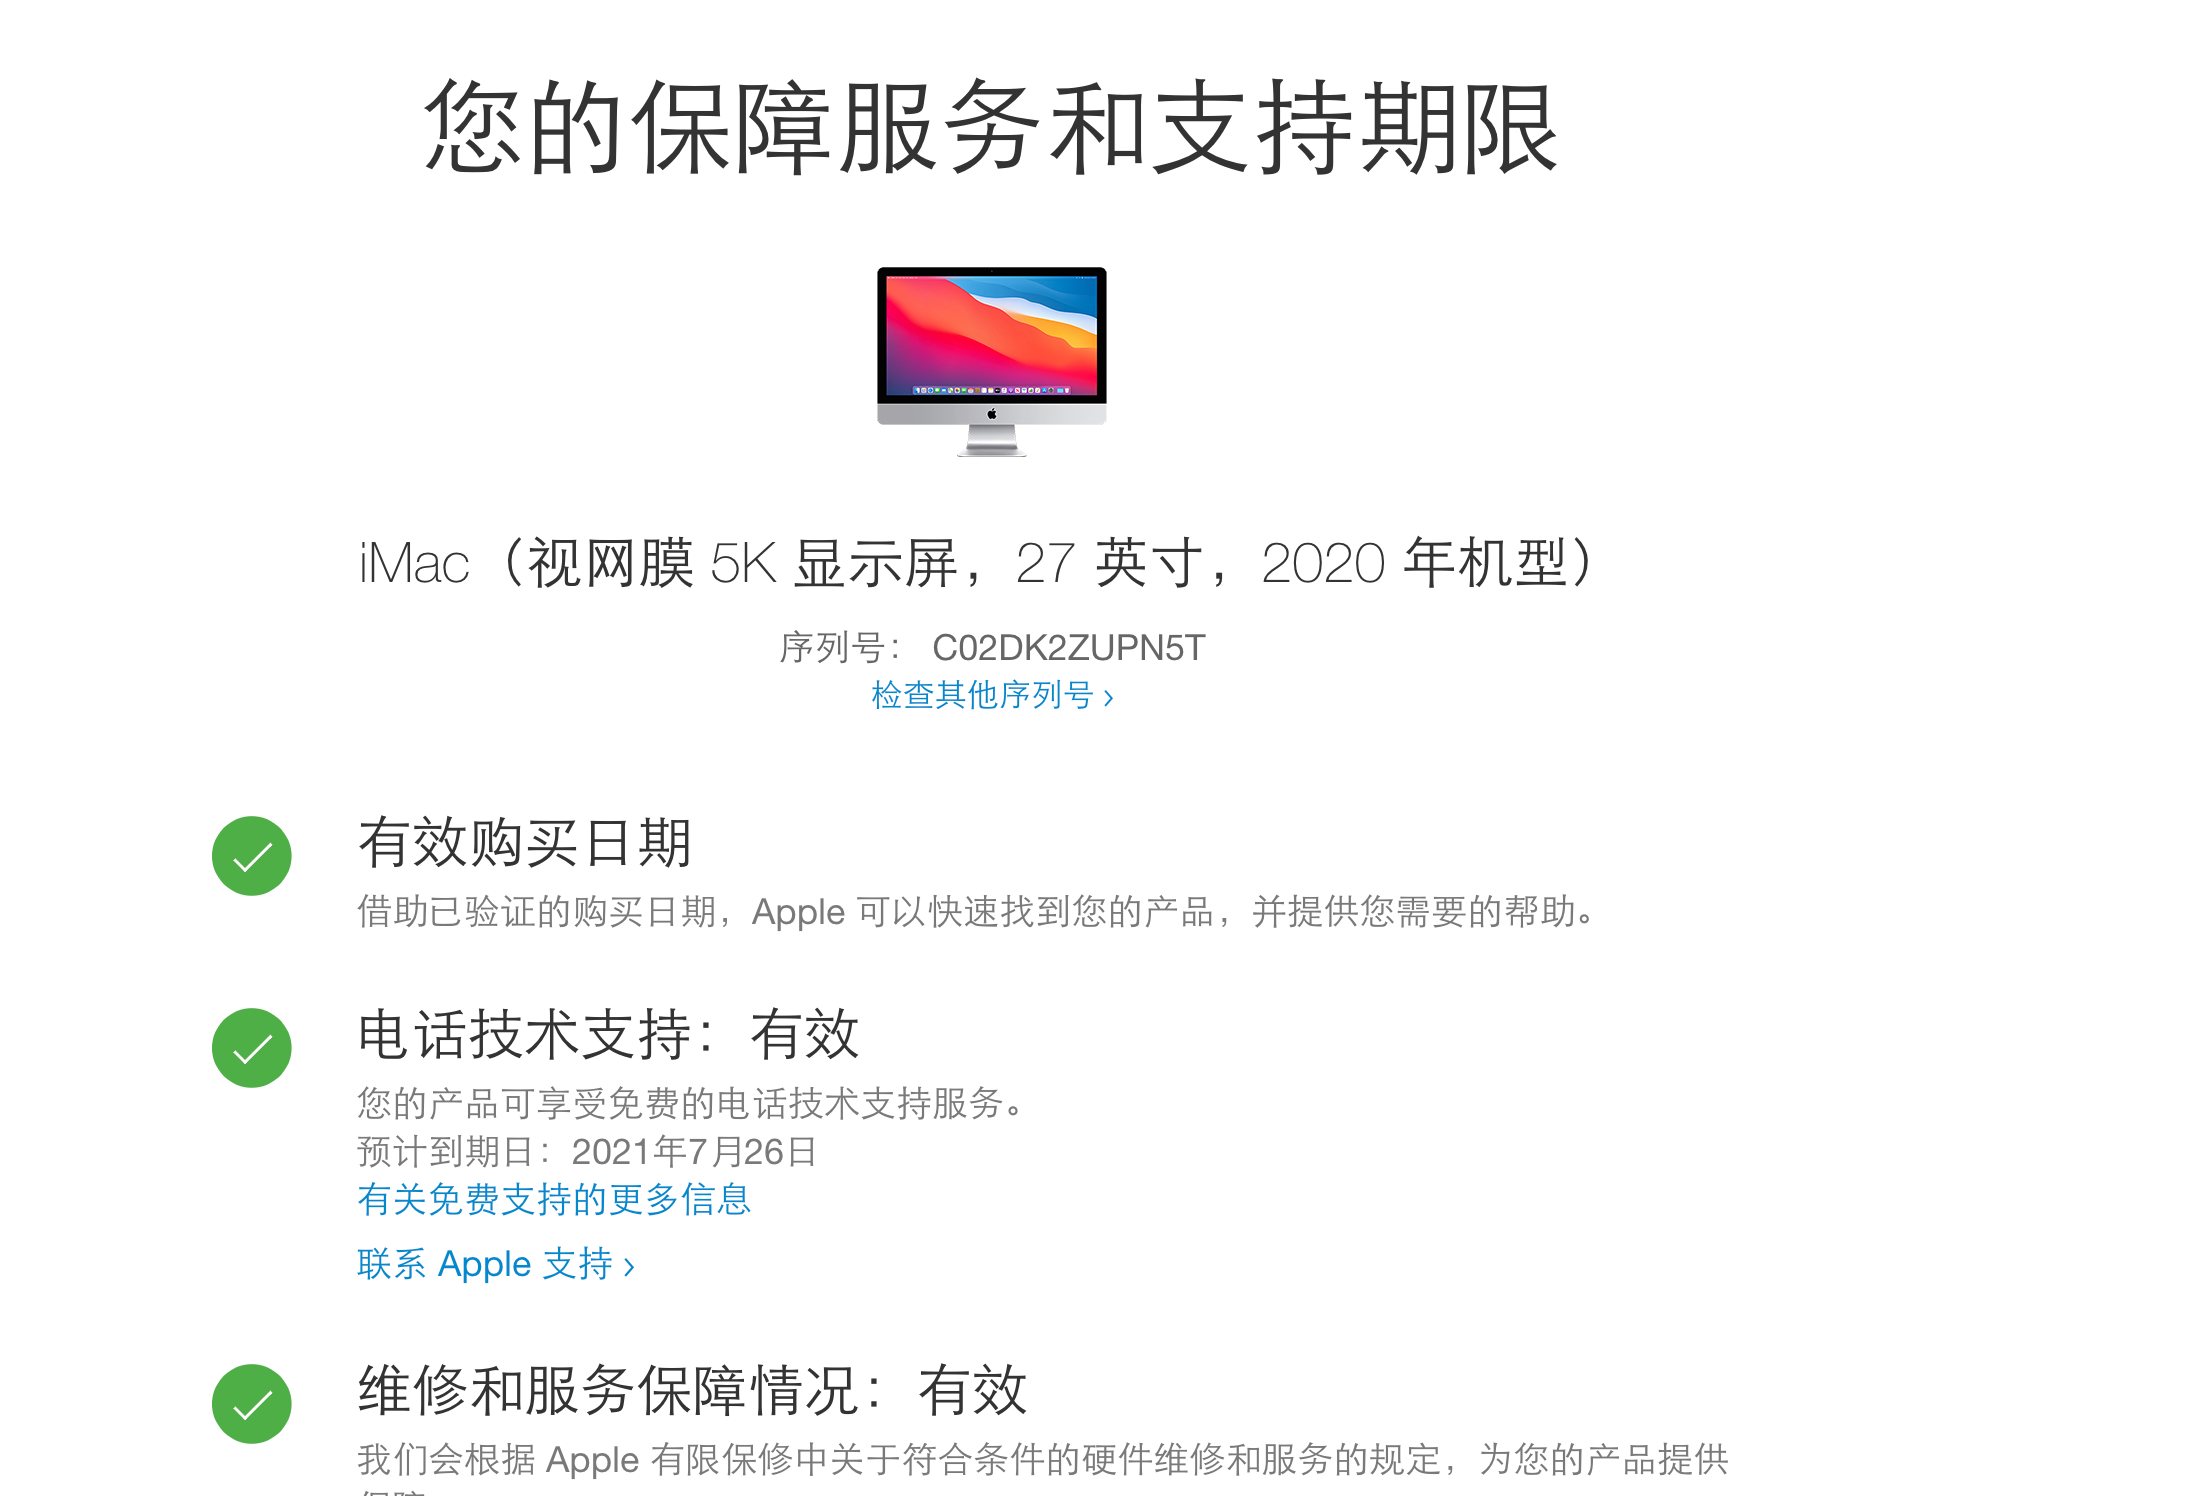 您的保障服务和支持期限
iMac（视网膜 5K 显示屏，27 英寸，2020 年机型）
序列号： C02DK2ZUPN5T
检查其他序列号 ›
有效购买日期
借助已验证的购买日期，Apple 可以快速找到您的产品，并提供您需要的帮助。
电话技术支持：有效
您的产品可享受免费的电话技术支持服务。
预计到期日：2021年7月26日
有关免费支持的更多信息
联系 Apple 支持 ›
维修和服务保障情况：有效
我们会根据 Apple 有限保修中关于符合条件的硬件维修和服务的规定，为您的产品提供